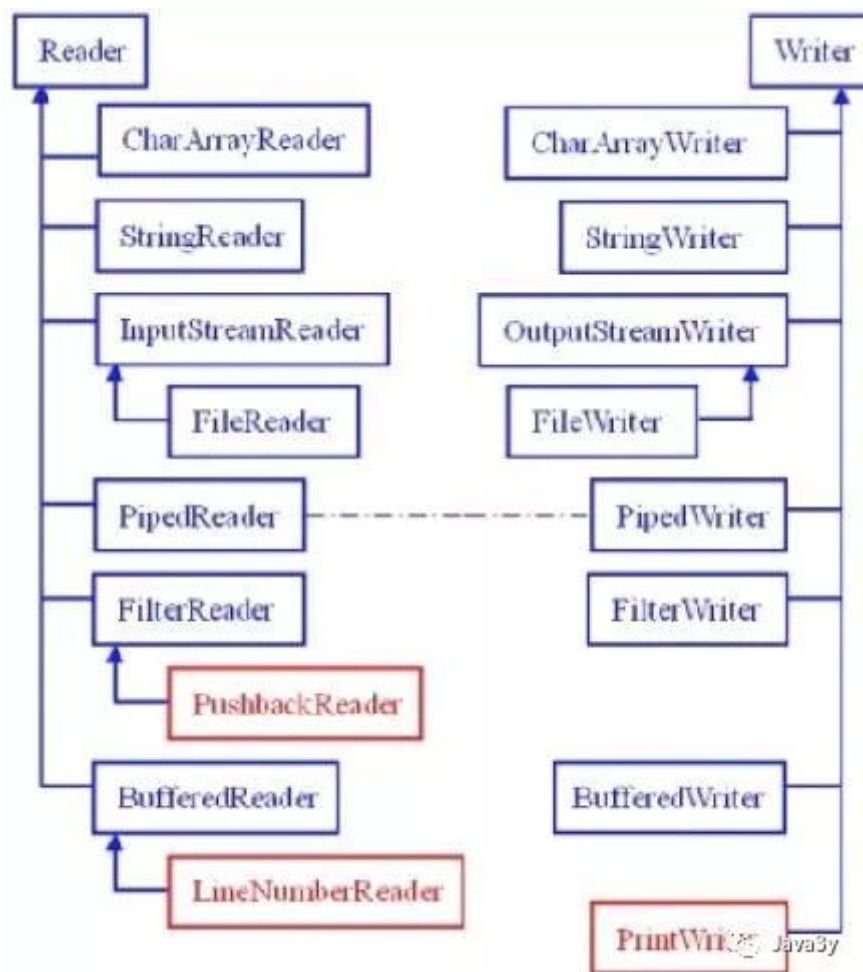 Reader
Writer
CharArrayReader
CharArrayWriter
StringReader
StringWriter
InputStreamReader
OutputStreamWriter
FileReader
FileWriter
PipedReader
PipedWriter
FilterReader
FilterWriter
PushbackReader
BufferedReader
BufferedWriter
LineNumberReader
PrintWriter
Java3y